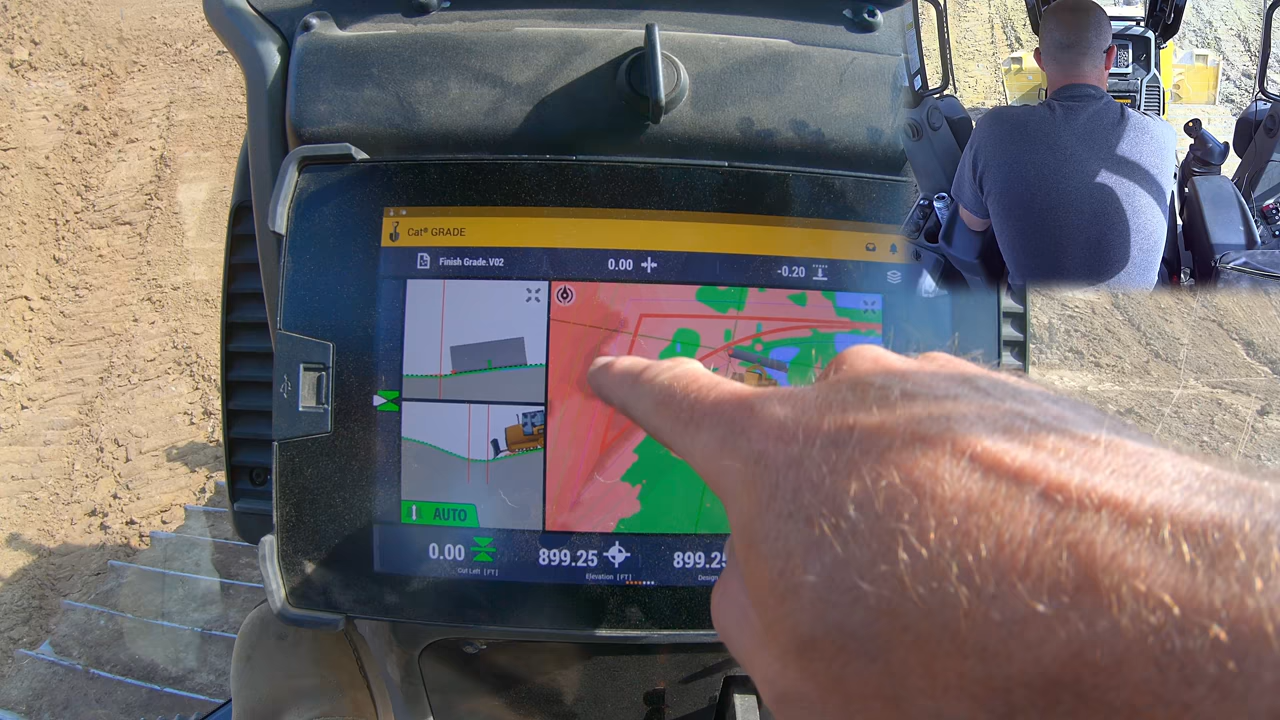 Cat® GRADE
Finish Grade.V02
0.00
-0.20
AUTO
0.00
899.25
899.25
Cut Left [FT]
Elevation [FT]
Design